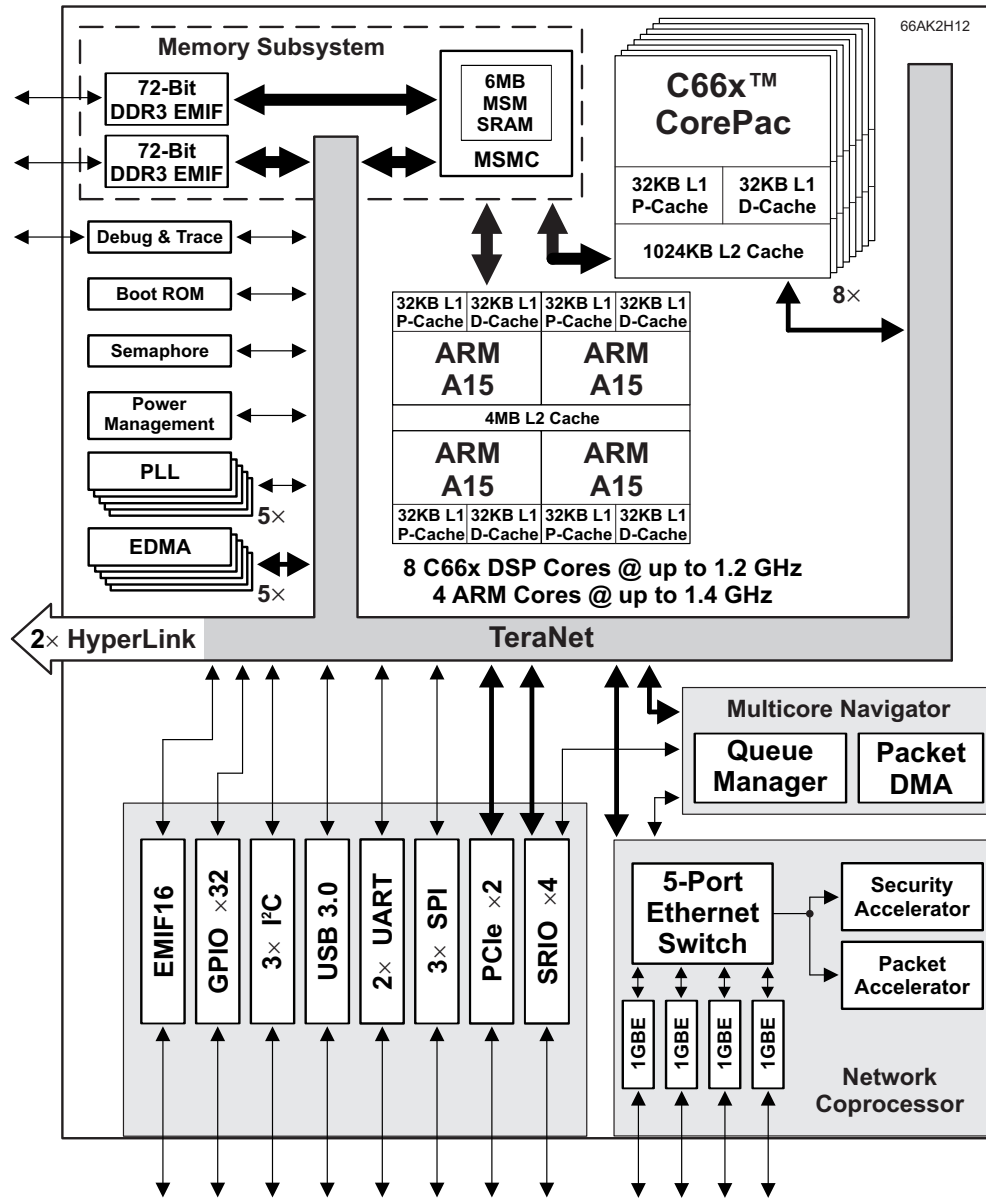 66AK2H12
Memory Subsystem
72-Bit
DDR3 EMIF
72-Bit
DDR3 EMIF
6MB
MSM
SRAM
MSMC
C66x™
CorePac
32KB L1
P-Cache
32KB L1
D-Cache
1024KB L2 Cache
8×
Debug & Trace
Boot ROM
Semaphore
Power
Management
PLL
5×
EDMA
5×
32KB L1
P-Cache
32KB L1
D-Cache
32KB L1
P-Cache
32KB L1
D-Cache
ARM
A15
ARM
A15
4MB L2 Cache
ARM
A15
ARM
A15
32KB L1
P-Cache
32KB L1
D-Cache
32KB L1
P-Cache
32KB L1
D-Cache
8 C66x DSP Cores @ up to 1.2 GHz
4 ARM Cores @ up to 1.4 GHz
2× HyperLink
TeraNet
Multicore Navigator
Queue
Manager
Packet
DMA
EMIF16
GPIO ×32
3× I²C
USB 3.0
2× UART
3× SPI
PCIe ×2
SRIO ×4
5-Port
Ethernet
Switch
Security
Accelerator
Packet
Accelerator
1GBE
1GBE
1GBE
1GBE
Network
Coprocessor